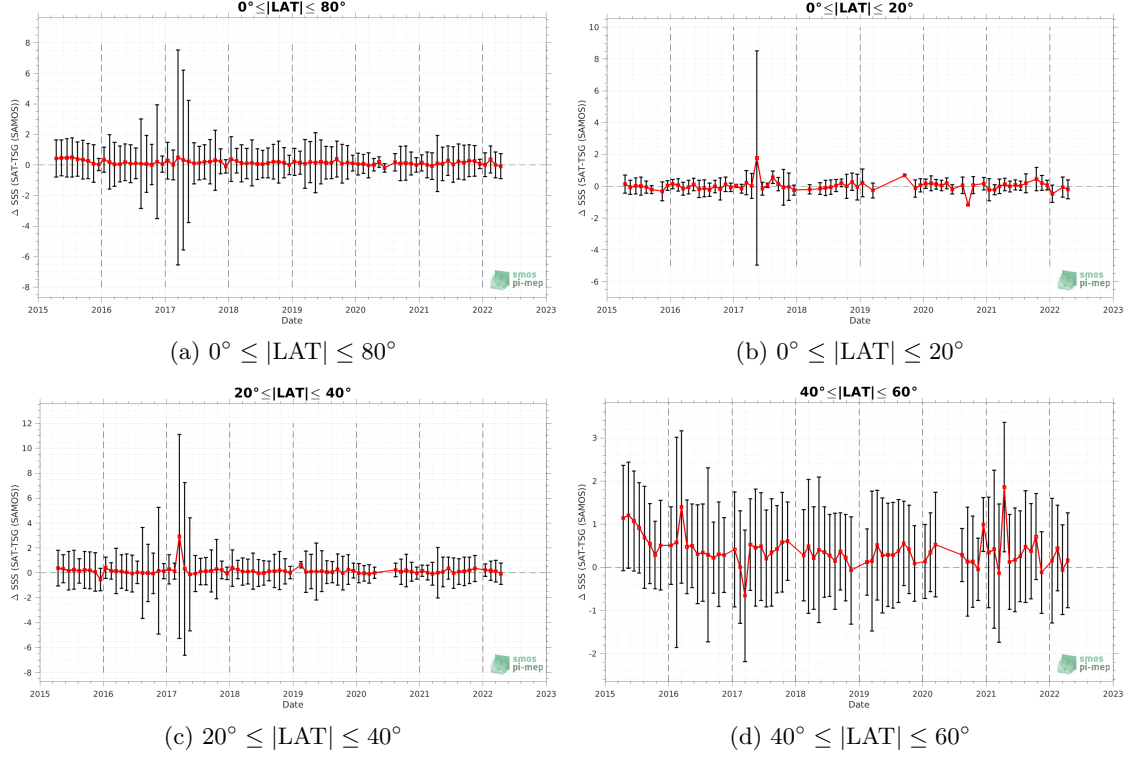 0°≤|LAT|≤ 80°
Δ SSS (SAT-TSG (SAMOS))
8
6
4
2
0
-2
-4
-6
-8
2015 2016 2017 2018 2019 2020 2021 2022 2023
Date
smos
pi-mep
(a) 0° ≤ |LAT| ≤ 80°
0°≤|LAT|≤ 20°
Δ SSS (SAT-TSG (SAMOS))
10
8
6
4
2
0
-2
-4
-6
2015 2016 2017 2018 2019 2020 2021 2022 2023
Date
smos
pi-mep
(b) 0° ≤ |LAT| ≤ 20°
20°≤|LAT|≤ 40°
Δ SSS (SAT-TSG (SAMOS))
12
10
8
6
4
2
0
-2
-4
-6
-8
2015 2016 2017 2018 2019 2020 2021 2022 2023
Date
smos
pi-mep
(c) 20° ≤ |LAT| ≤ 40°
40°≤|LAT|≤ 60°
Δ SSS (SAT-TSG (SAMOS))
3
2
1
0
-1
-2
2015 2016 2017 2018 2019 2020 2021 2022 2023
Date
smos
pi-mep
(d) 40° ≤ |LAT| ≤ 60°